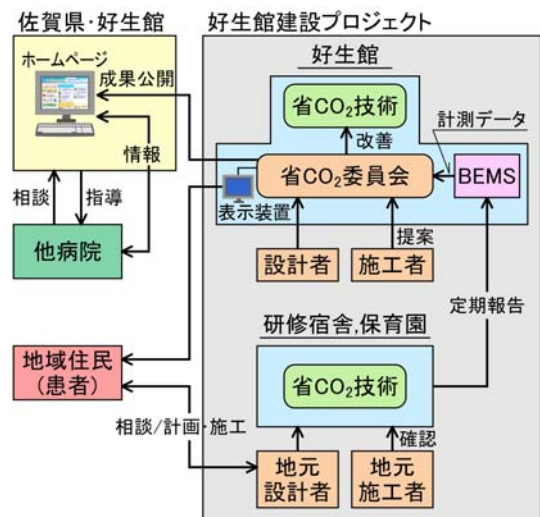 佐賀県・好生館
ホームページ
成果公開
情報
相談
指導
他病院
地域住民
(患者)
相談/計画・施工
好生館建設プロジェクト
好生館
省CO₂技術
改善
計測データ
省CO₂委員会
BEMS
表示装置
提案
設計者
施工者
定期報告
研修宿舎,保育園
省CO₂技術
確認
地元
設計者
地元
施工者